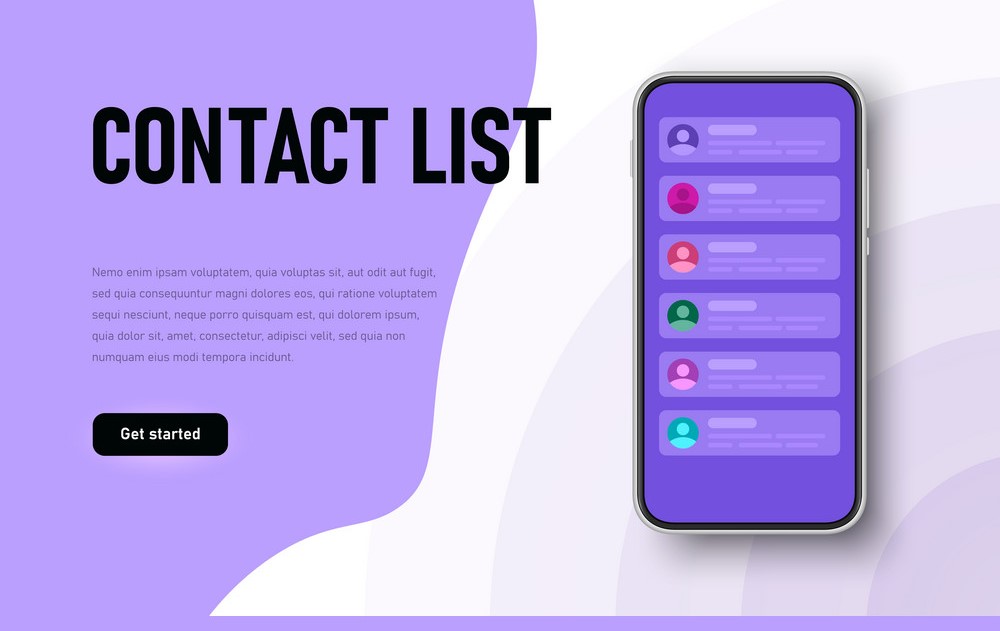 CONTACT LIST
Nemo enim ipsam voluptatem, quia voluptas sit, aut odit aut fugit,
sed quia consequuntur magni dolores eos, qui ratione voluptatem
sequi nesciunt, neque porro quisquam est, qui dolorem ipsum,
quia dolor sit, amet, consectetur, adipisci velit, sed quia non
numquam eius modi tempora incidunt.
Get started